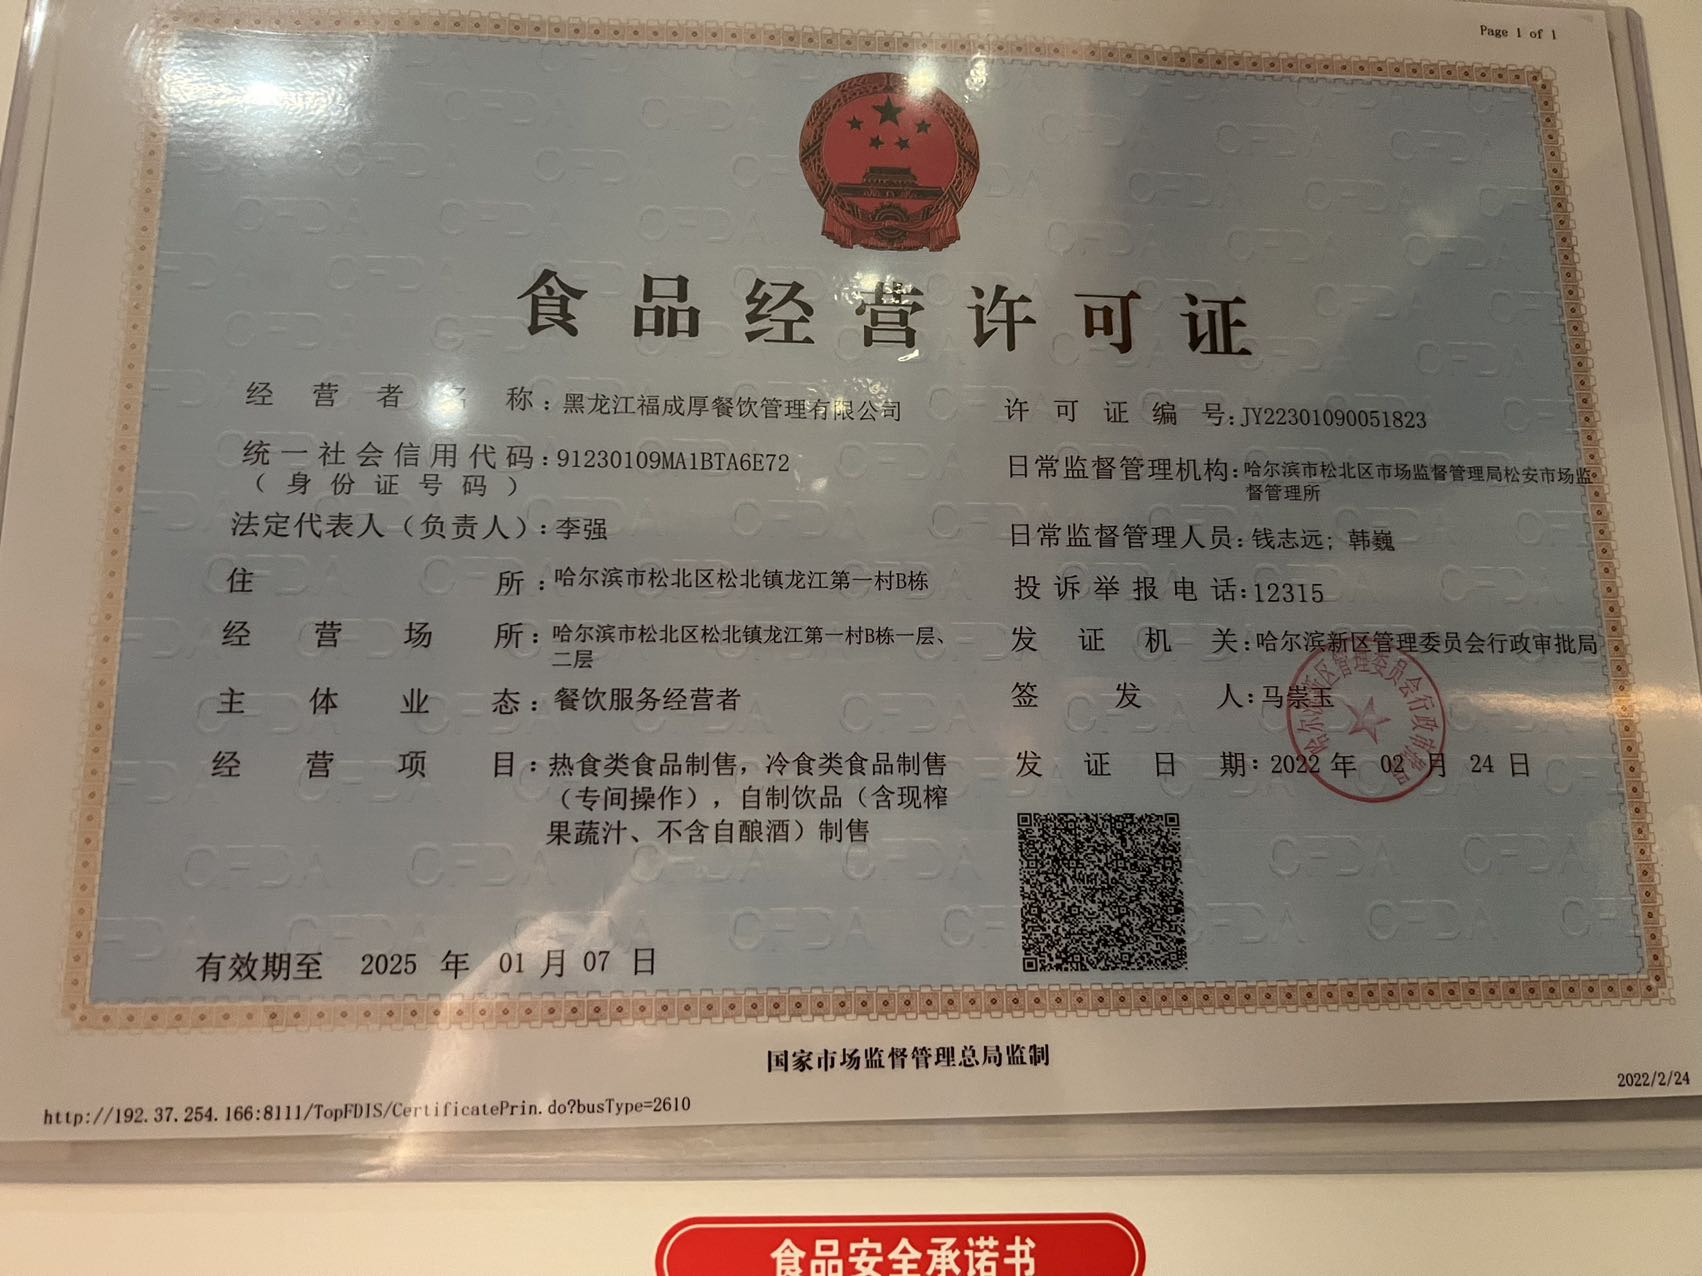 Page 1 of 1
食品经营许可证
经营者名称：黑龙江福成厚餐饮管理有限公司
统一社会信用代码：91230109MA1BTA6E72
（身份证号码）
法定代表人（负责人）：李强
住所：哈尔滨市松北区松北镇龙江第一村B栋
经营场所：哈尔滨市松北区松北镇龙江第一村B栋一层、
二层
主体业态：餐饮服务经营者
经营项目：热食类食品制售，冷食类食品制售
（专间操作），自制饮品（含现榨
果蔬汁、不含自酿酒）制售
有效期至 2025 年 01 月 07 日
许可证编号：JY22301090051823
日常监督管理机构：哈尔滨市松北区市场监督管理局松安市场监
督管理所
日常监督管理人员：钱志远；韩巍
投诉举报电话：12315
发证机关：哈尔滨新区管理委员会行政审批局
签发人：马崇玉
发证日期：2022 年 02 月 24 日
国家市场监督管理总局监制
http://192.37.254.166:8111/TopFDIS/CertificatePrin.do?busType=2610
2022/2/24
食品安全承诺书